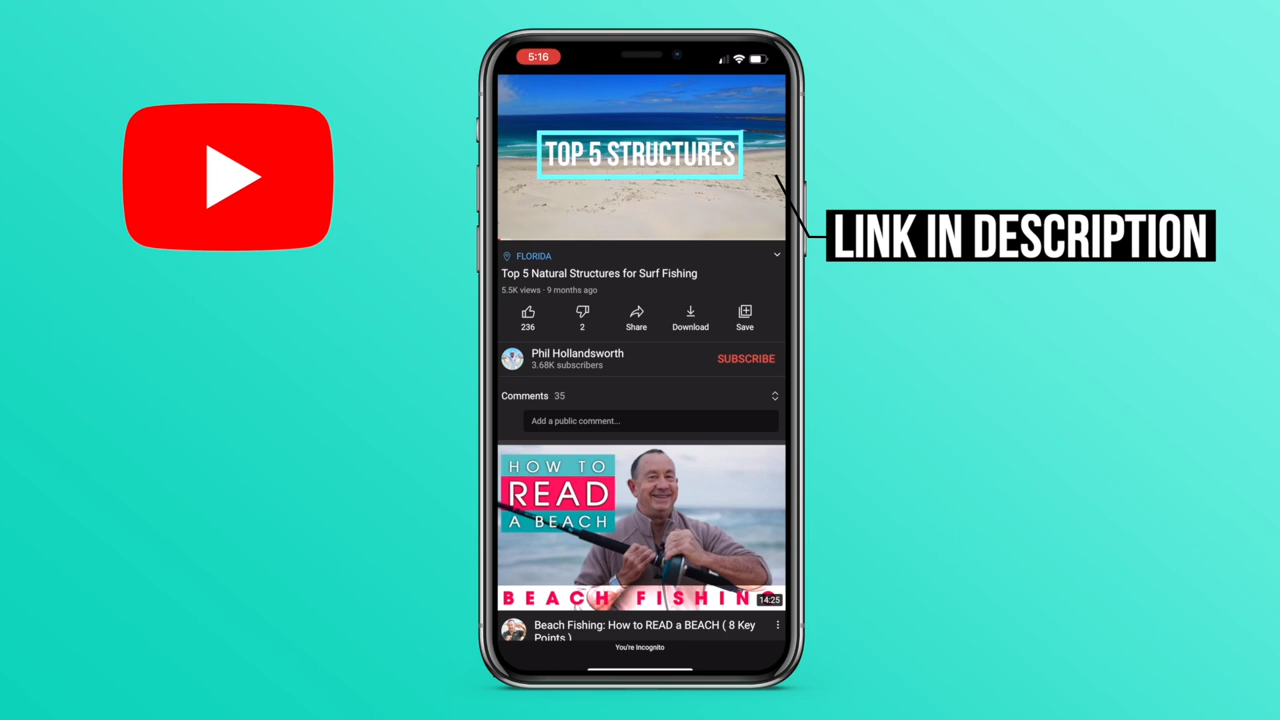 5:16
TOP 5 STRUCTURES
LINK IN DESCRIPTION
FLORIDA
Top 5 Natural Structures for Surf Fishing
5.5K views · 9 months ago
236
2
Share
Download
Save
Phil Hollandsworth
3.68K subscribers
SUBSCRIBE
Comments 35
Add a public comment...
HOW TO
READ
A BEACH
BEACH FISHING
14:25
Beach Fishing: How to READ a BEACH ( 8 Key
Points )
You're Incognito